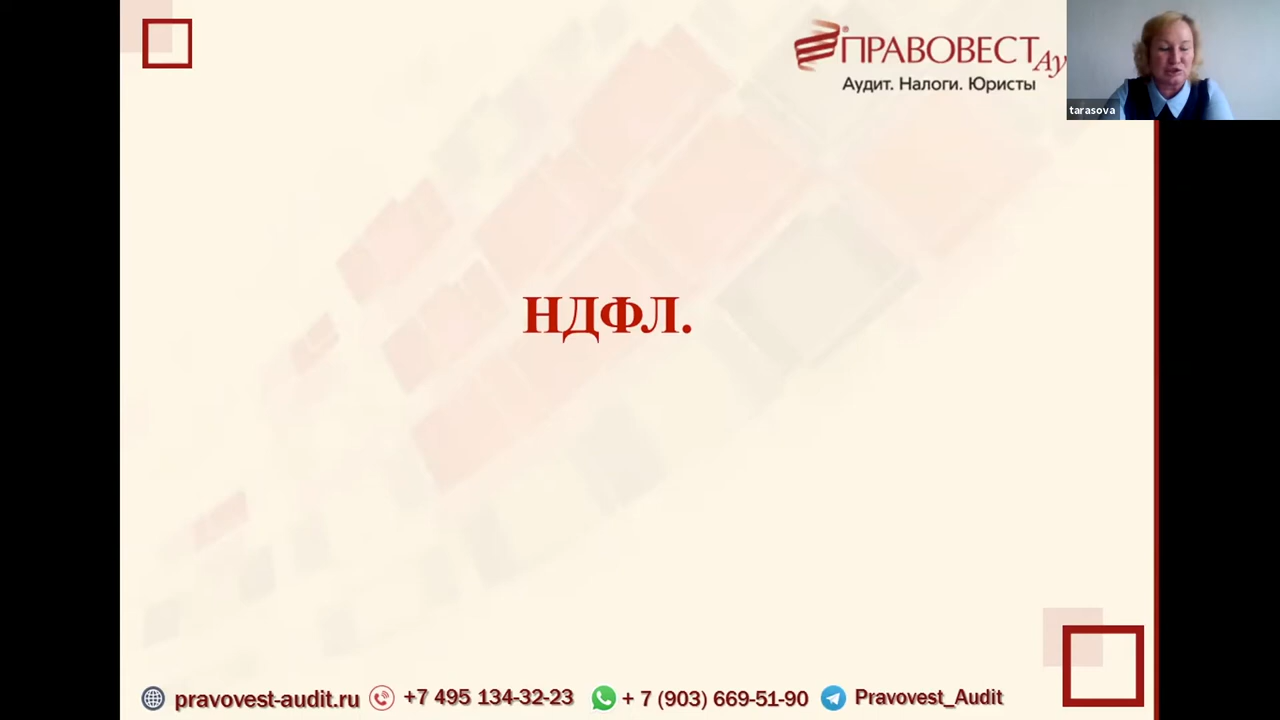 ПРАВОВЕСТ Ау
Аудит. Налоги. Юристы
tarasova
НДФЛ.
pravovest-audit.ru +7 495 134-32-23 + 7 (903) 669-51-90 Pravovest_Audit